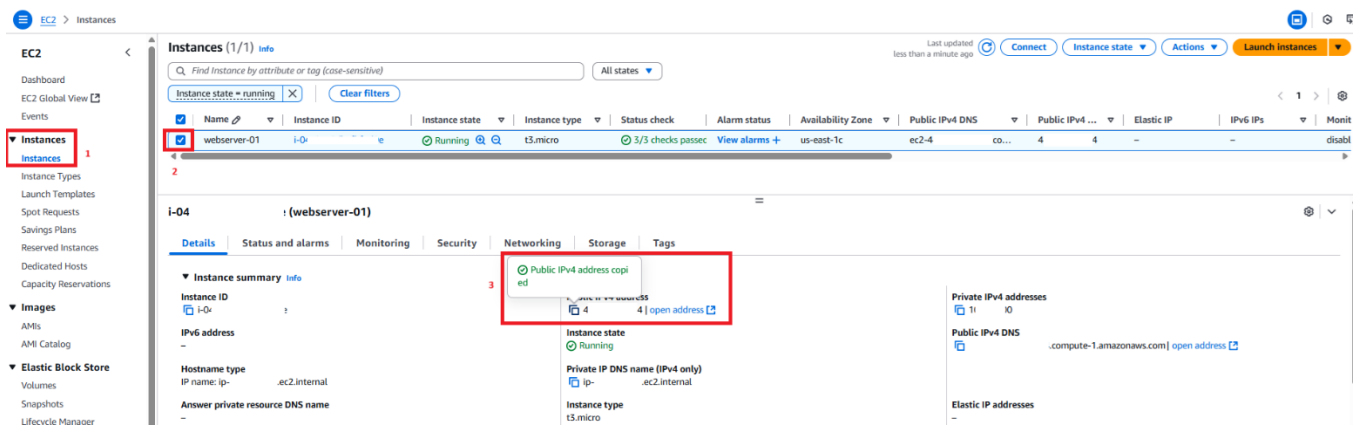 EC2 > Instances
EC2
Dashboard
EC2 Global View
Events
Instances
1
Instances
Instance Types
Launch Templates
Spot Requests
Savings Plans
Reserved Instances
Dedicated Hosts
Capacity Reservations
Images
AMIs
AMI Catalog
Elastic Block Store
Volumes
Snapshots
Lifecycle Manager
Instances (1/1) Info
Last updated
less than a minute ago
Connect
Instance state
Actions
Launch instances
Find Instance by attribute or tag (case-sensitive)
All states
Instance state = running
Clear filters
1
Name Instance ID Instance state Instance type Status check Alarm status Availability Zone Public IPv4 DNS Public IPv4 ... Elastic IP IPv6 IPs Monit
webserver-01 i-0 e Running t3.micro 3/3 checks passec View alarms + us-east-1c ec2-4 co... 4 4 – – disabl
2
i-04 (webserver-01)
Details Status and alarms Monitoring Security Networking Storage Tags
Instance summary Info
3
Public IPv4 address copi
ed
Instance ID
i-0
address
4 4 | open address
Private IPv4 addresses
1 0
IPv6 address
–
Instance state
Running
Public IPv4 DNS
.compute-1.amazonaws.com | open address
Hostname type
IP name: ip- .ec2.internal
Private IP DNS name (IPv4 only)
ip- .ec2.internal
Answer private resource DNS name
–
Instance type
t3.micro
Elastic IP addresses
–